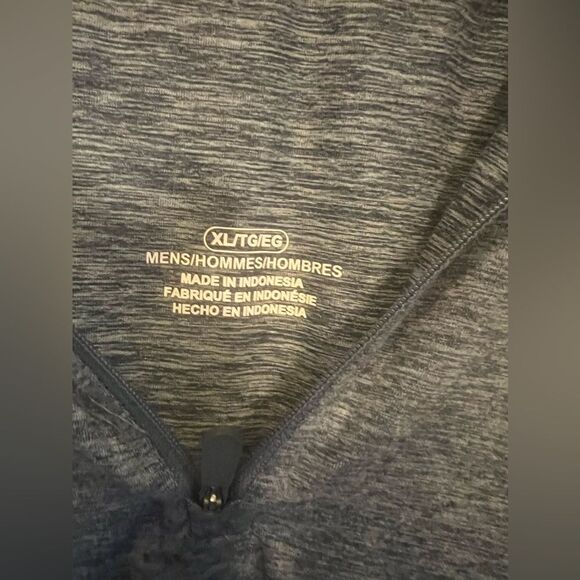 XL/TG/EG
MENS/HOMMES/HOMBRES
MADE IN INDONESIA
FABRIQUÉ EN INDONÉSIE
HECHO EN INDONESIA